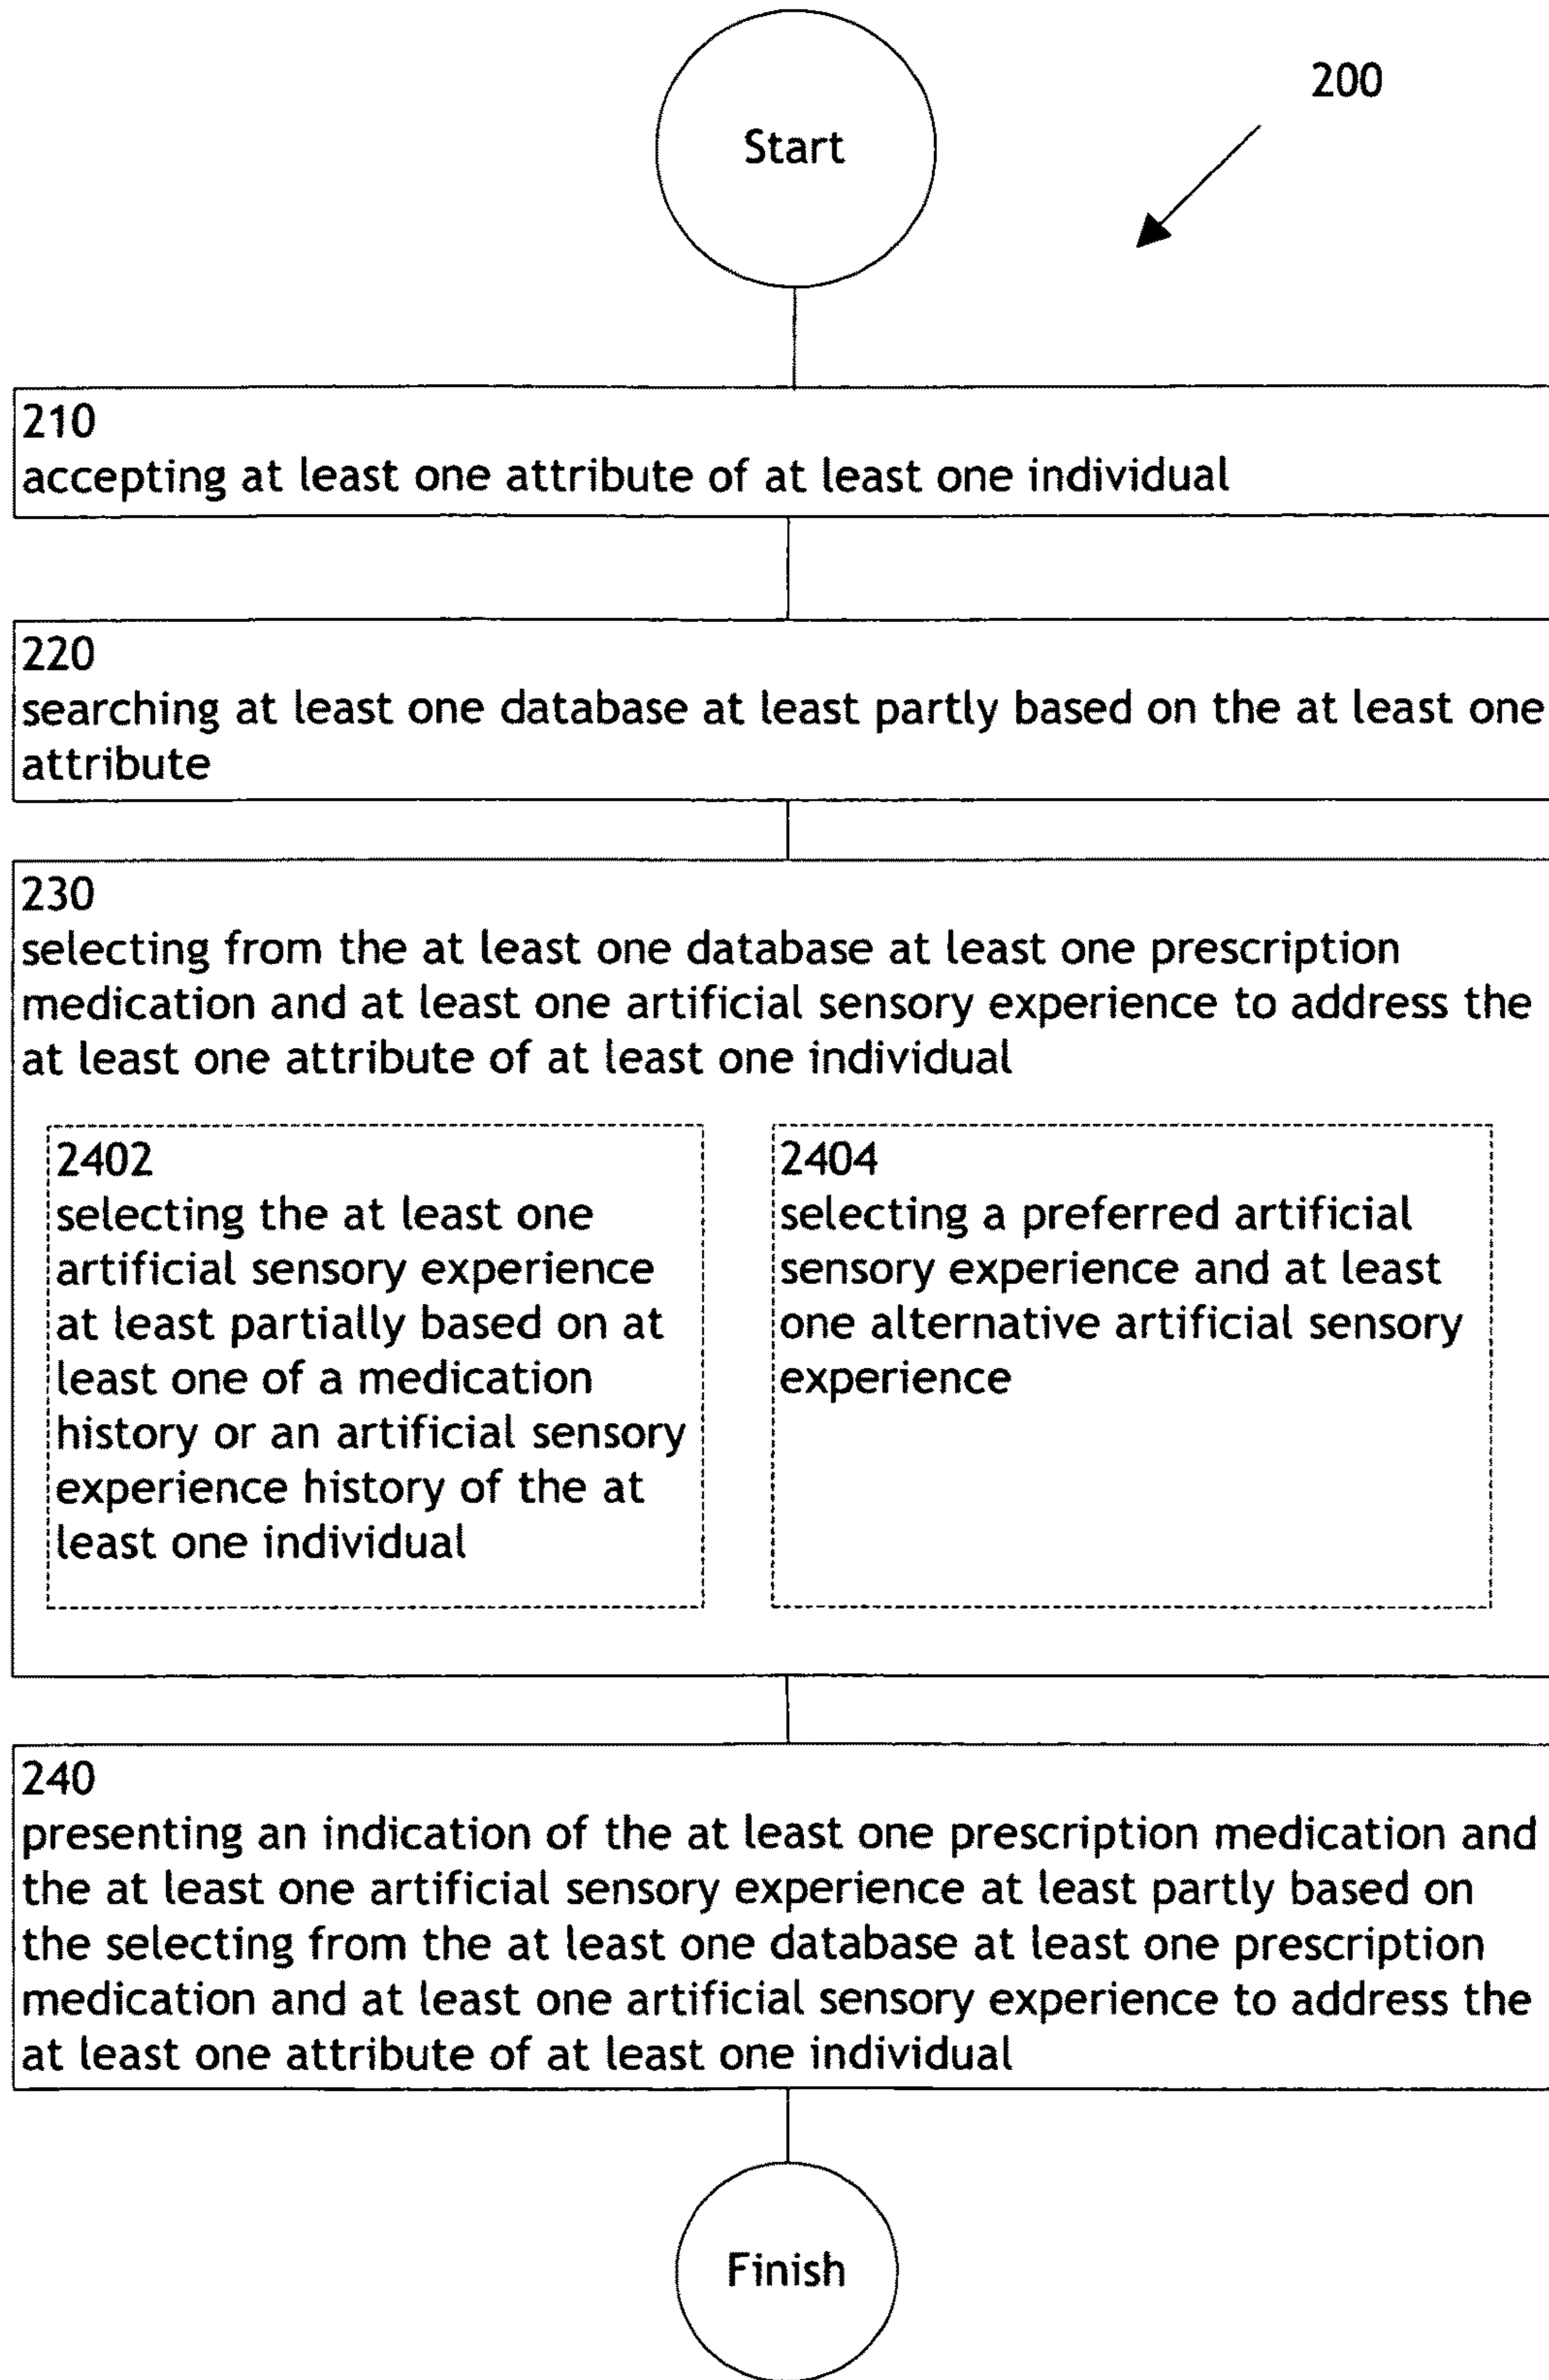 200
Start
210
accepting at least one attribute of at least one individual
220
searching at least one database at least partly based on the at least one
attribute
230
selecting from the at least one database at least one prescription
medication and at least one artificial sensory experience to address the
at least one attribute of at least one individual
2402
selecting the at least one
artificial sensory experience
at least partially based on at
least one of a medication
history or an artificial sensory
experience history of the at
least one individual
2404
selecting a preferred artificial
sensory experience and at least
one alternative artificial sensory
experience
240
presenting an indication of the at least one prescription medication and
the at least one artificial sensory experience at least partly based on
the selecting from the at least one database at least one prescription
medication and at least one artificial sensory experience to address the
at least one attribute of at least one individual
Finish